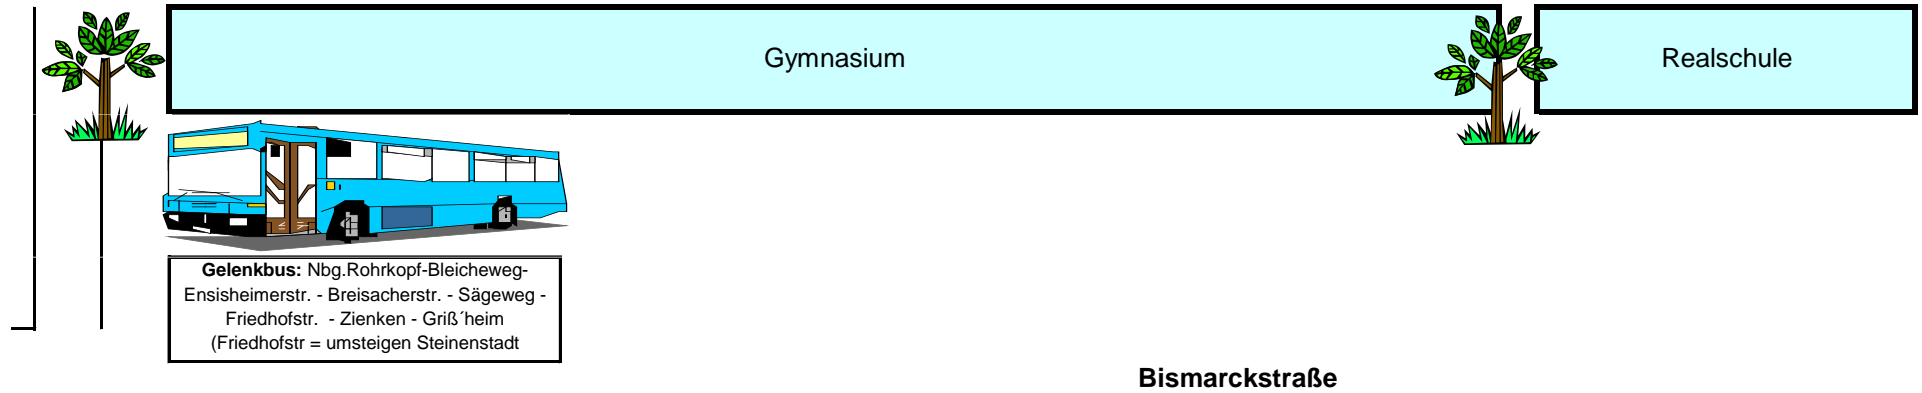 Gymnasium
Realschule
Gelenkbus: Nbg.Rohrkopf-Bleicheweg-
Ensisheimerstr. - Breisacherstr. - Sägeweg -
Friedhofstr.  - Zienken - Griß´heim
(Friedhofstr = umsteigen Steinenstadt
Bismarckstraße